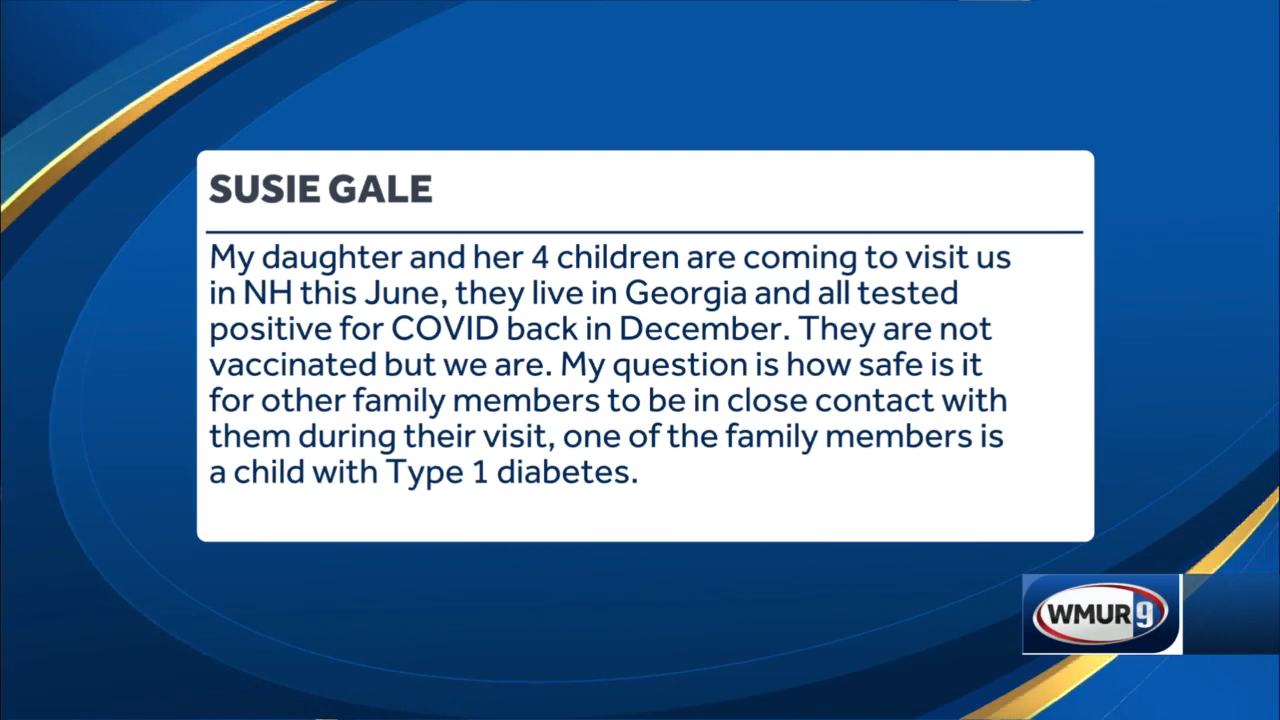 SUSIE GALE
My daughter and her 4 children are coming to visit us
in NH this June, they live in Georgia and all tested
positive for COVID back in December. They are not
vaccinated but we are. My question is how safe is it
for other family members to be in close contact with
them during their visit, one of the family members is
a child with Type 1 diabetes.
WMUR 9